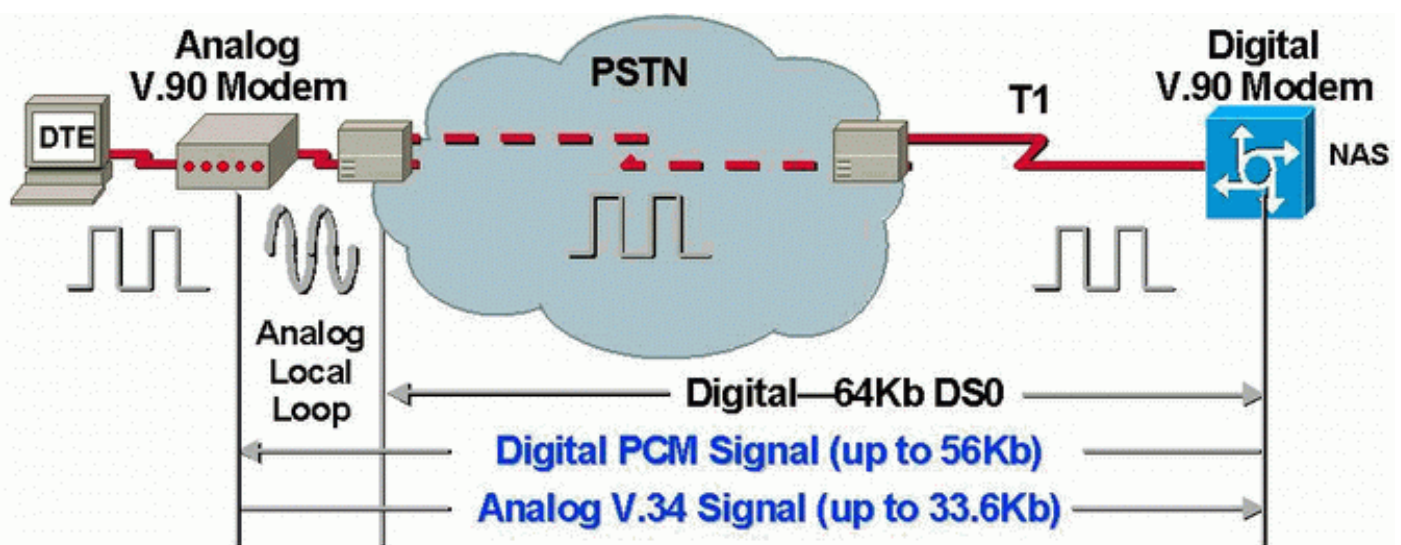 Analog
V.90 Modem
PSTN
T1
Digital
V.90 Modem
DTE
NAS
Analog
Local
Loop
Digital—64Kb DS0
Digital PCM Signal (up to 56Kb)
Analog V.34 Signal (up to 33.6Kb)